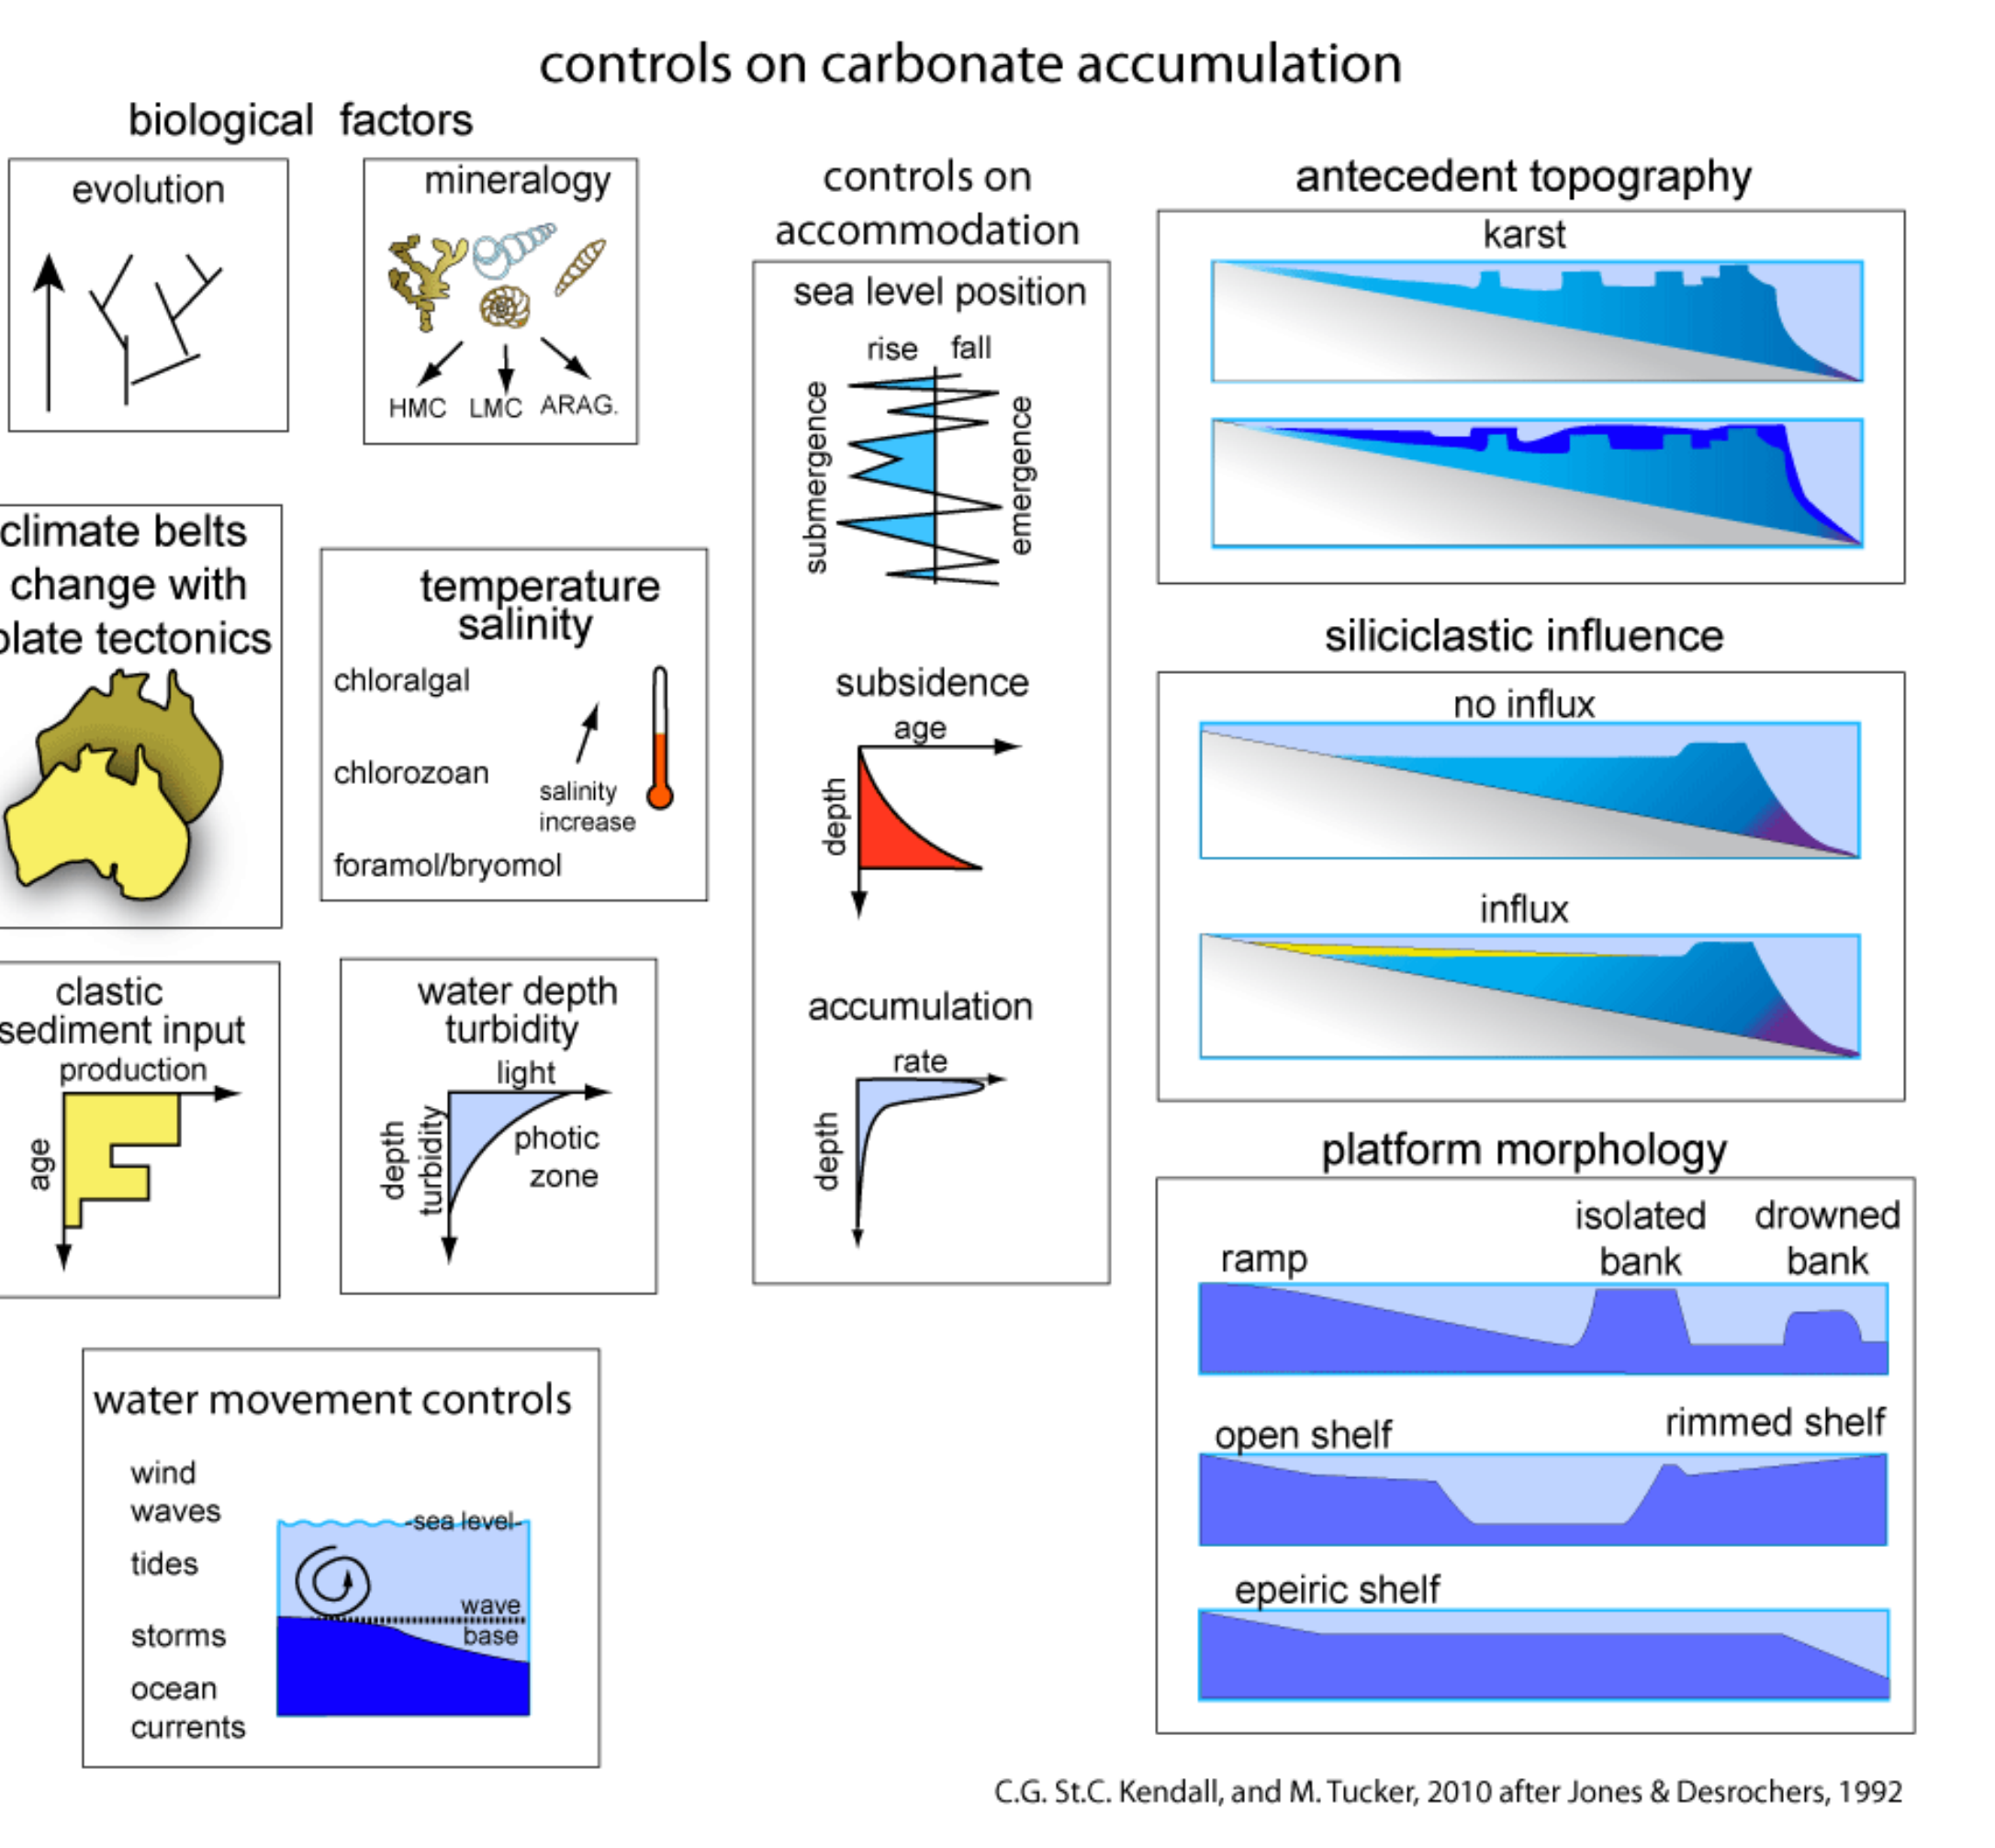 controls on carbonate accumulation
biological factors
evolution
mineralogy
HMC LMC ARAG.
climate belts
change with
plate tectonics
temperature
salinity
chloralgal
chlorozoan
foramol/bryomol
salinity
increase
clastic
sediment input
production
age
water depth
turbidity
light
depth
turbidity
photic
zone
water movement controls
wind
waves
tides
storms
ocean
currents
-sea level-
wave
base
controls on
accommodation
sea level position
rise fall
submergence
emergence
subsidence
age
depth
accumulation
rate
depth
antecedent topography
karst
siliciclastic influence
no influx
influx
platform morphology
ramp
isolated
bank
drowned
bank
open shelf
rimmed shelf
epeiric shelf
C.G. St.C. Kendall, and M. Tucker, 2010 after Jones & Desrochers, 1992